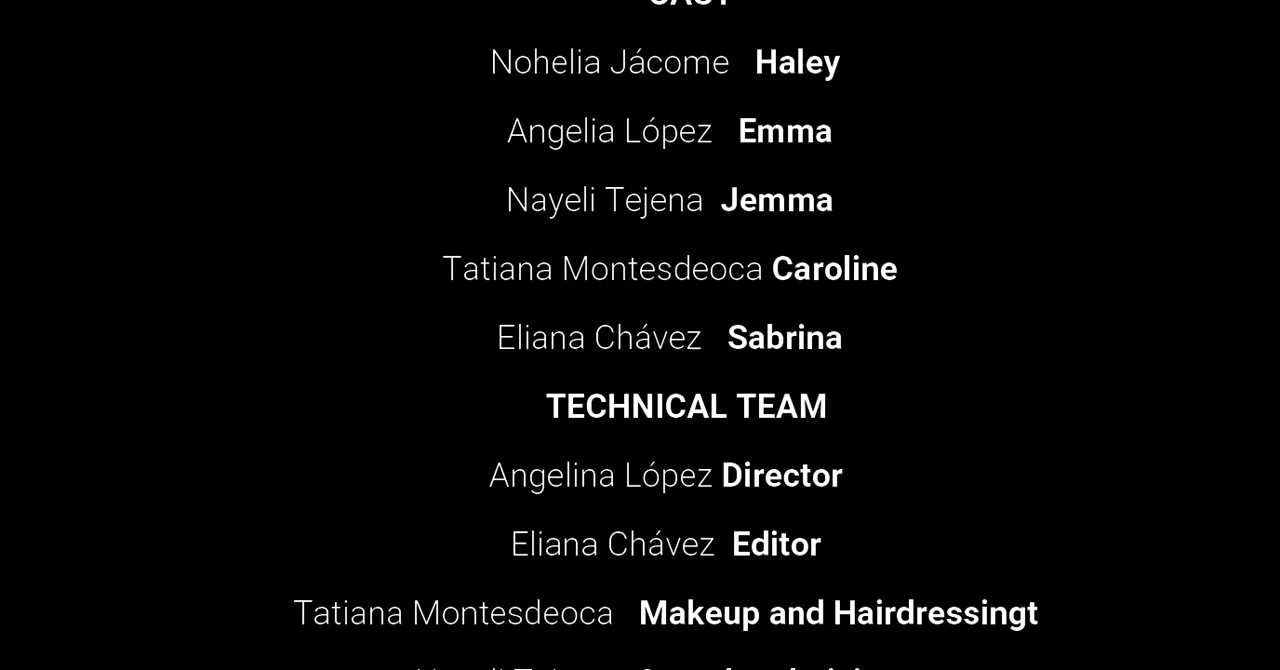 CAST
Nohelia Jácome Haley
Angelia López Emma
Nayeli Tejena Jemma
Tatiana Montesdeoca Caroline
Eliana Chávez Sabrina
TECHNICAL TEAM
Angelina López Director
Eliana Chávez Editor
Tatiana Montesdeoca Makeup and Hairdressingt